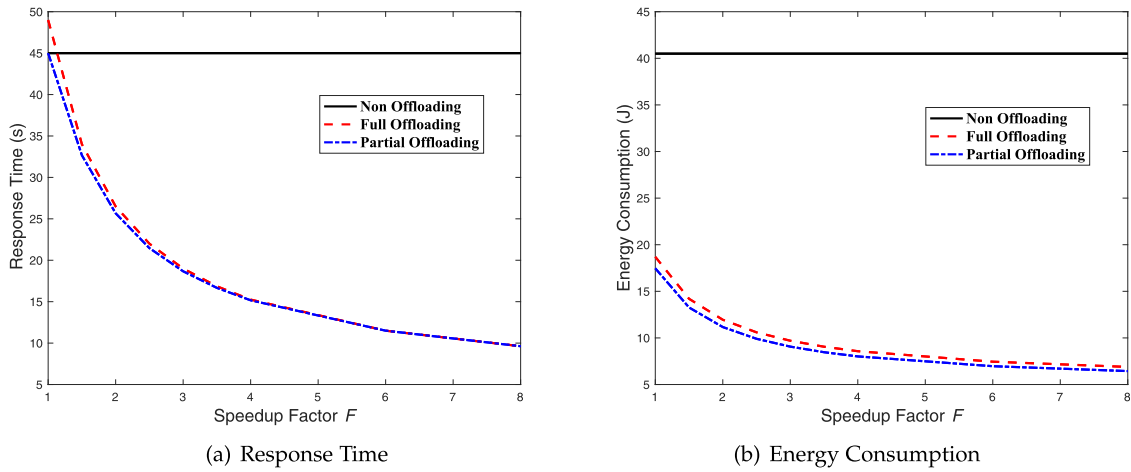 50
45
40
35
30
25
20
15
10
5
Response Time (s)
Non Offloading
Full Offloading
Partial Offloading
1 2 3 4 5 6 7 8
Speedup Factor F
(a) Response Time
45
40
35
30
25
20
15
10
5
Energy Consumption (J)
Non Offloading
Full Offloading
Partial Offloading
1 2 3 4 5 6 7 8
Speedup Factor F
(b) Energy Consumption